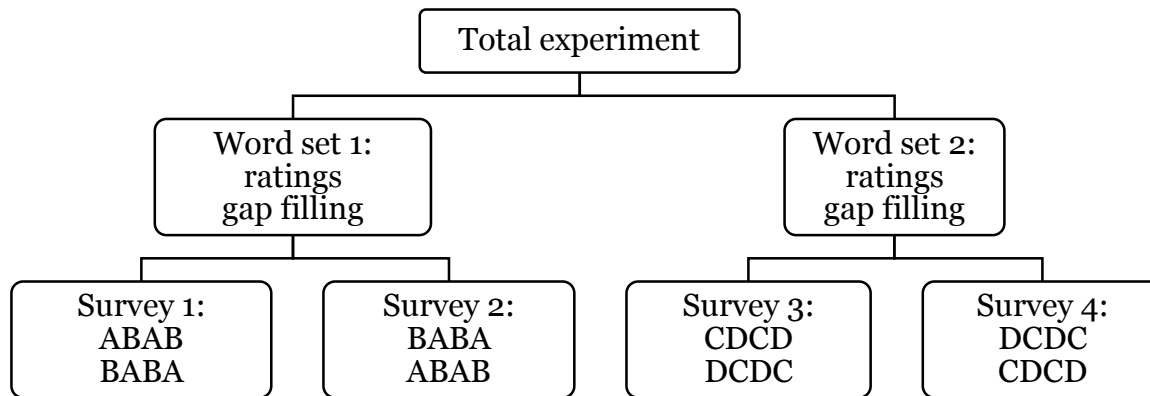 Total experiment
Word set 1:
ratings
gap filling
Word set 2:
ratings
gap filling
Survey 1:
ABAB
BABA
Survey 2:
BABA
ABAB
Survey 3:
CDCD
DCDC
Survey 4:
DCDC
CDCD